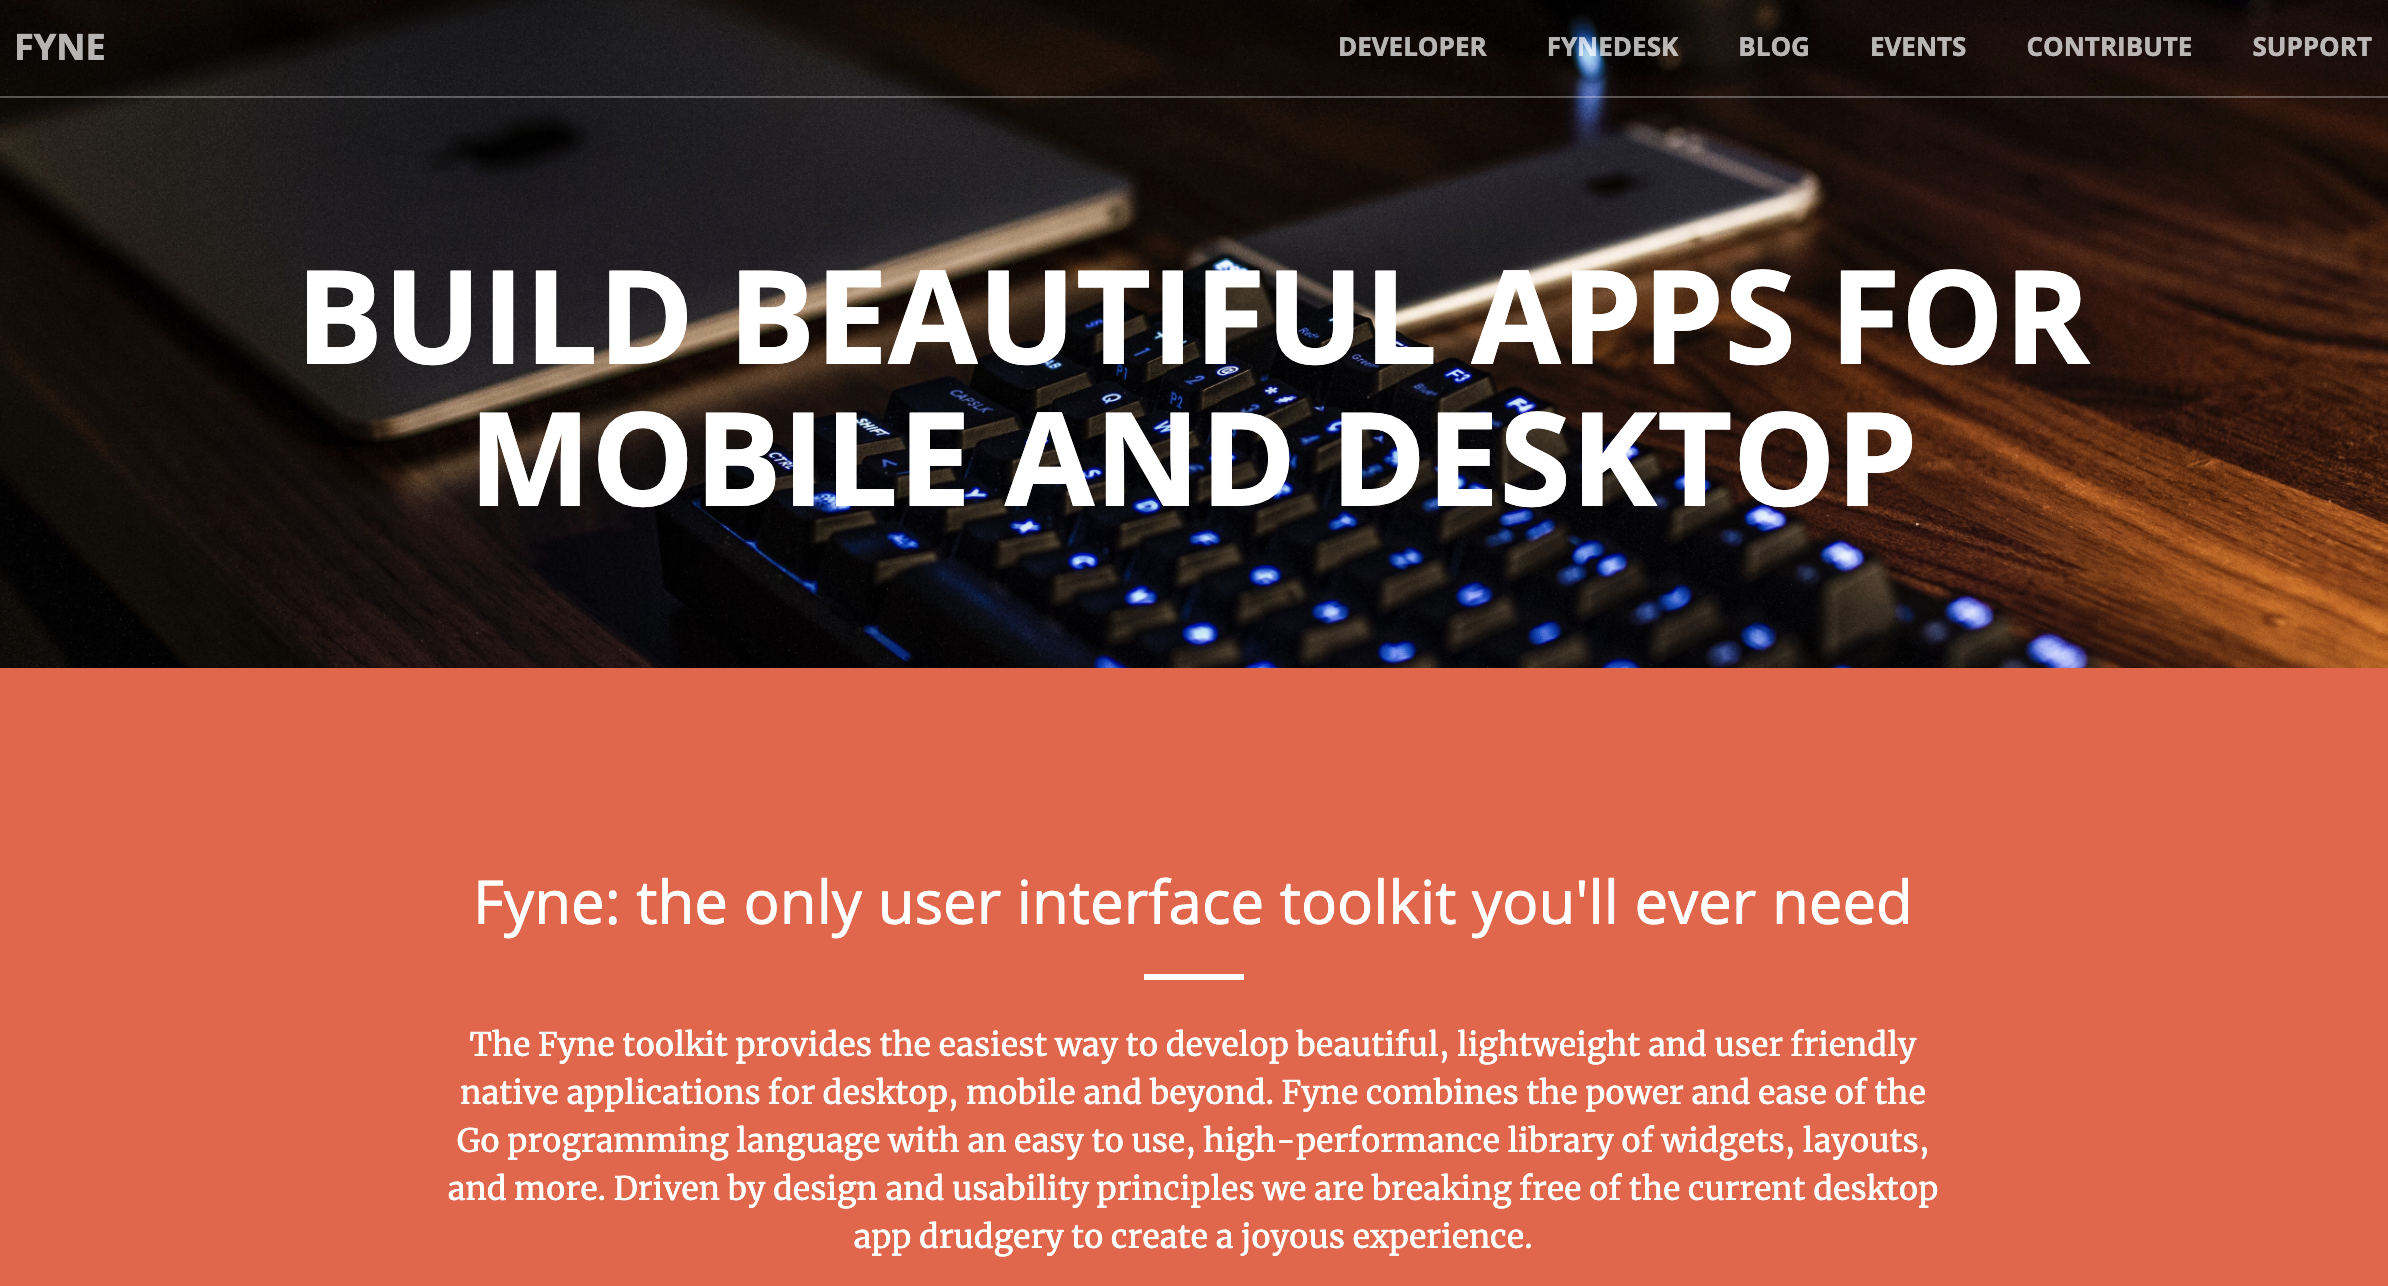 FYNE
DEVELOPER FYNEDESK BLOG EVENTS CONTRIBUTE SUPPORT
BUILD BEAUTIFUL APPS FOR
MOBILE AND DESKTOP
Fyne: the only user interface toolkit you'll ever need
The Fyne toolkit provides the easiest way to develop beautiful, lightweight and user friendly
native applications for desktop, mobile and beyond. Fyne combines the power and ease of the
Go programming language with an easy to use, high-performance library of widgets, layouts,
and more. Driven by design and usability principles we are breaking free of the current desktop
app drudgery to create a joyous experience.